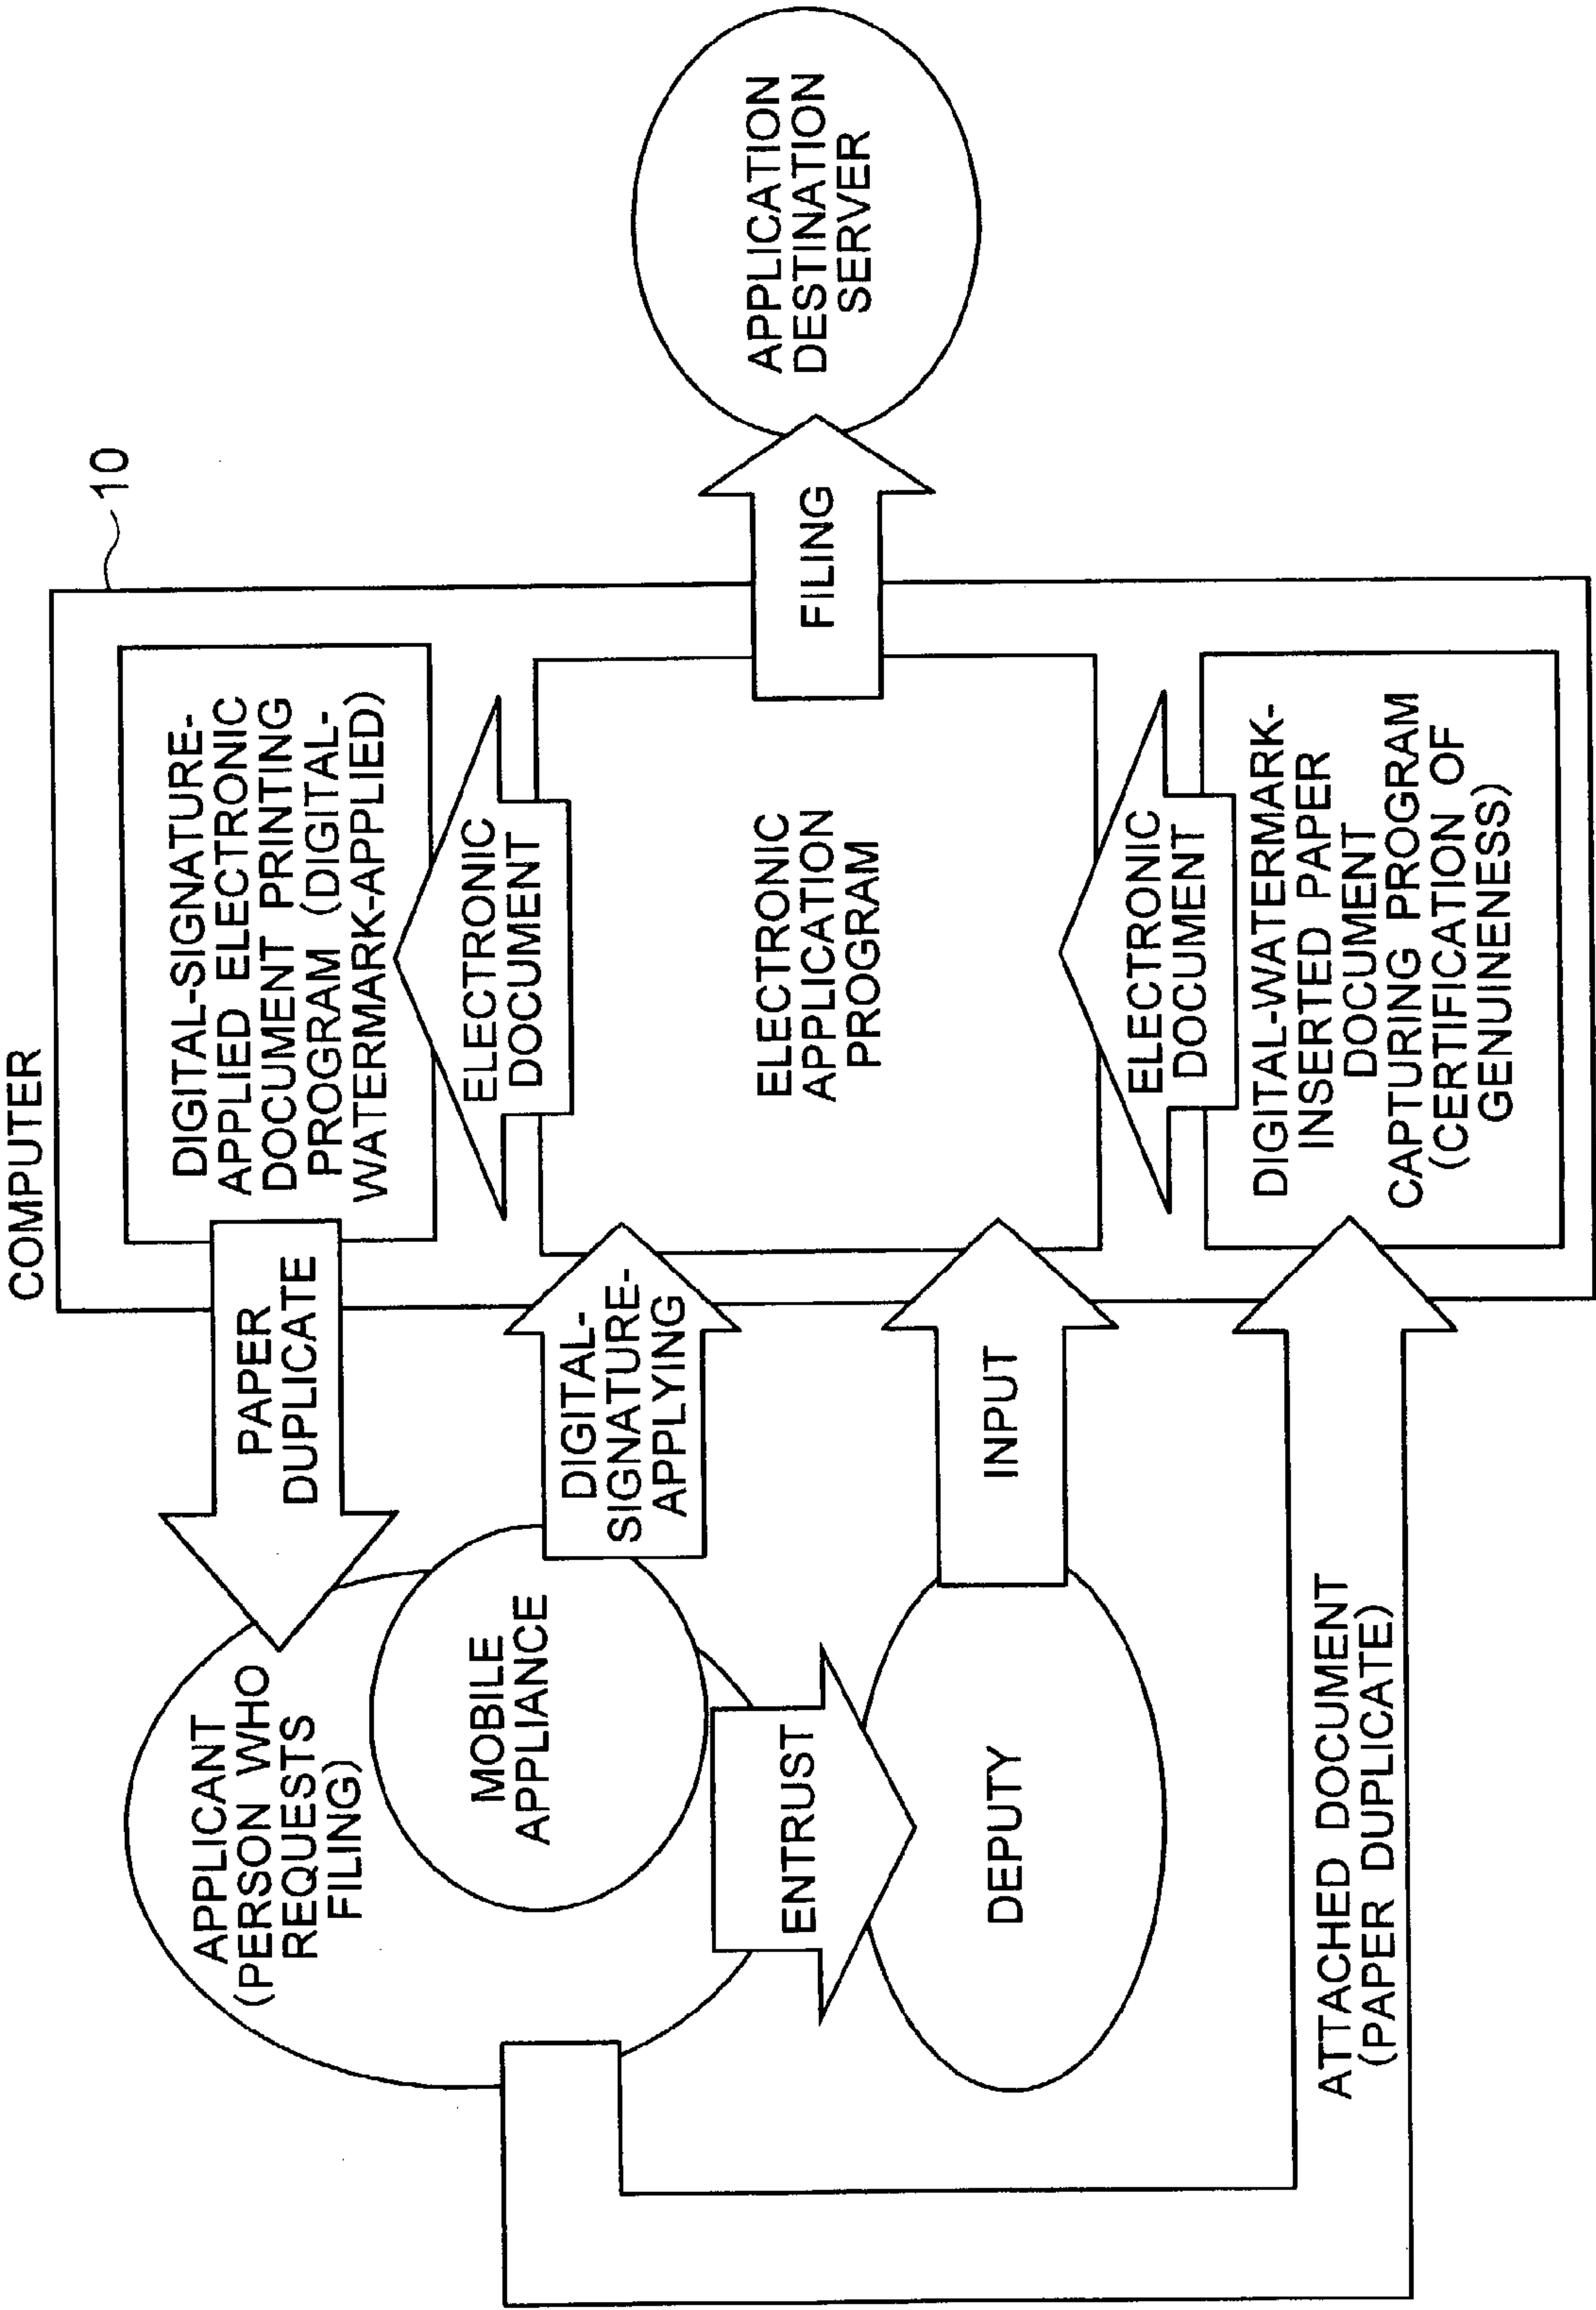 COMPUTER
10
APPLICANT
(PERSON WHO
REQUESTS
FILING)
PAPER
DUPLICATE
DIGITAL-SIGNATURE-
APPLIED ELECTRONIC
DOCUMENT PRINTING
PROGRAM (DIGITAL-
WATERMARK-APPLIED)
MOBILE
APPLIANCE
DIGITAL-
SIGNATURE-
APPLYING
ELECTRONIC
DOCUMENT
ENTRUST
ELECTRONIC
APPLICATION
PROGRAM
FILING
APPLICATION
DESTINATION
SERVER
DEPUTY
INPUT
ELECTRONIC
DOCUMENT
ATTACHED DOCUMENT
(PAPER DUPLICATE)
DIGITAL-WATERMARK-
INSERTED PAPER
DOCUMENT
CAPTURING PROGRAM
(CERTIFICATION OF
GENUINENESS)